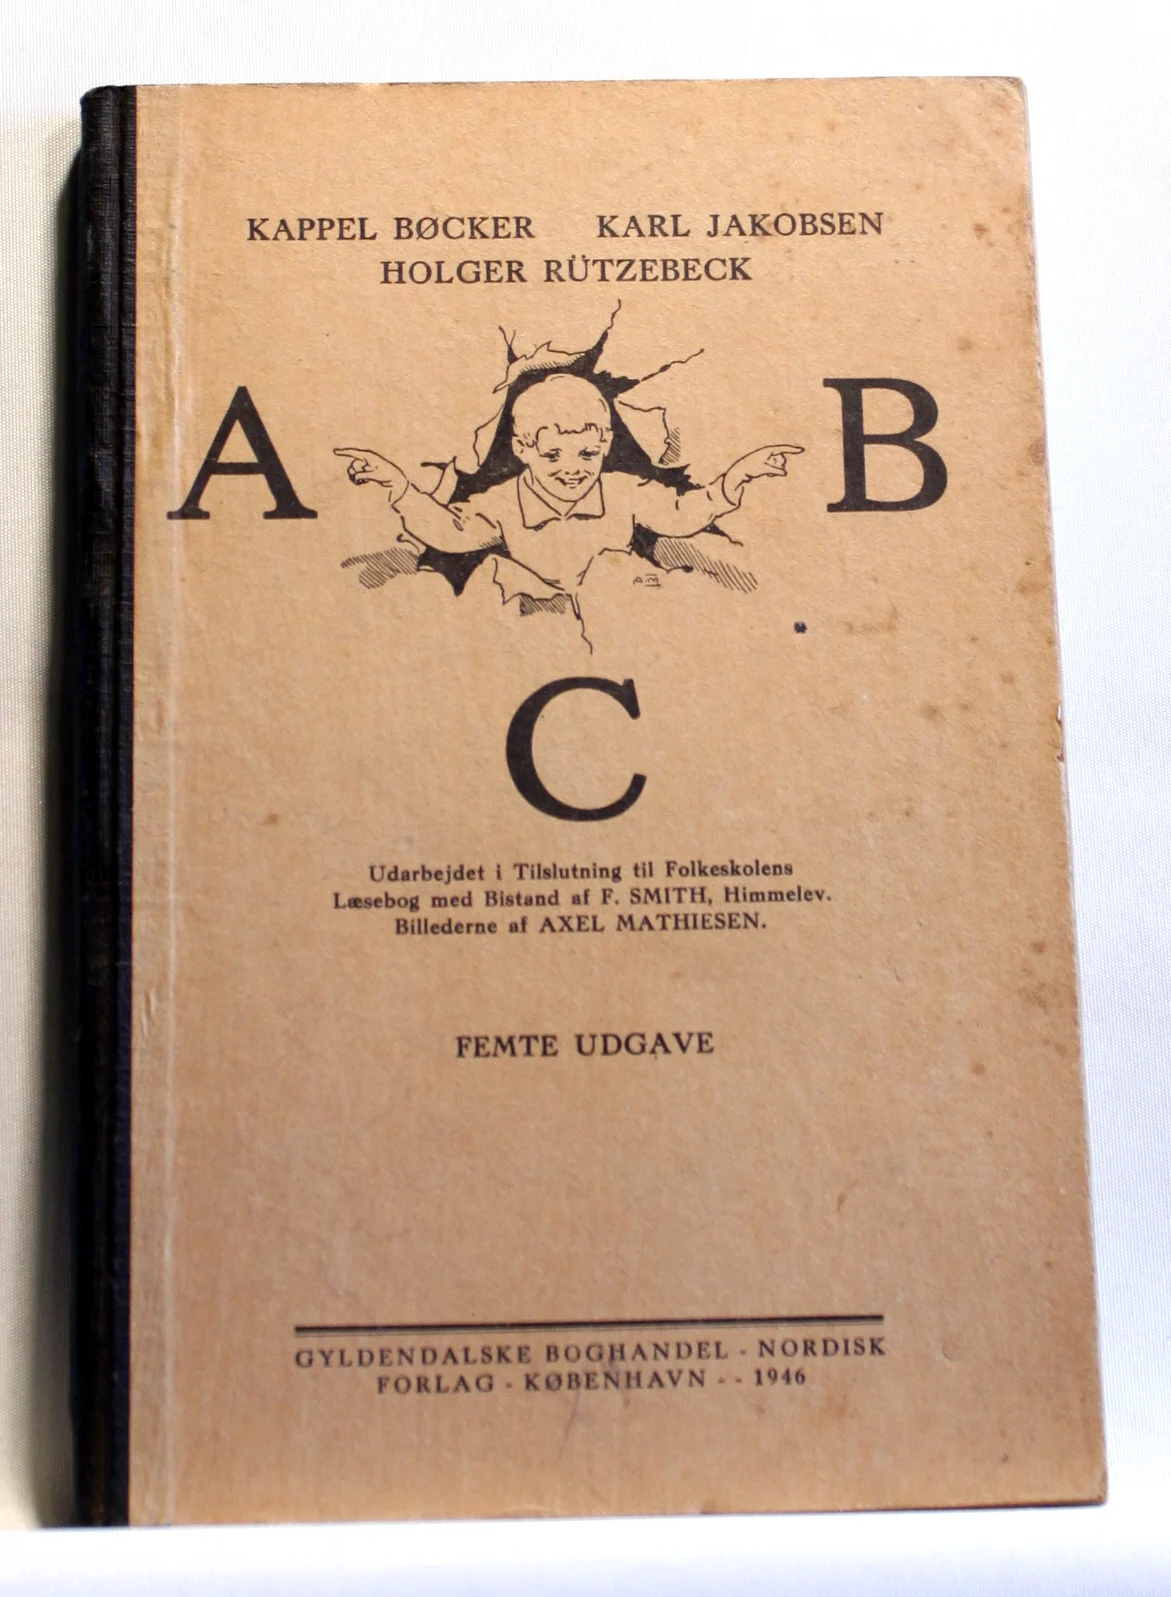 KAPPEL BØCKER KARL JAKOBSEN
HOLGER RÜTZEBECK
A B
C
Udarbejdet i Tilslutning til Folkeskolens
Læsebog med Bistand af F. SMITH, Himmelev.
Billederne af AXEL MATHIESEN.
FEMTE UDGAVE
GYLDENDALSKE BOGHANDEL - NORDISK
FORLAG - KØBENHAVN - - 1946